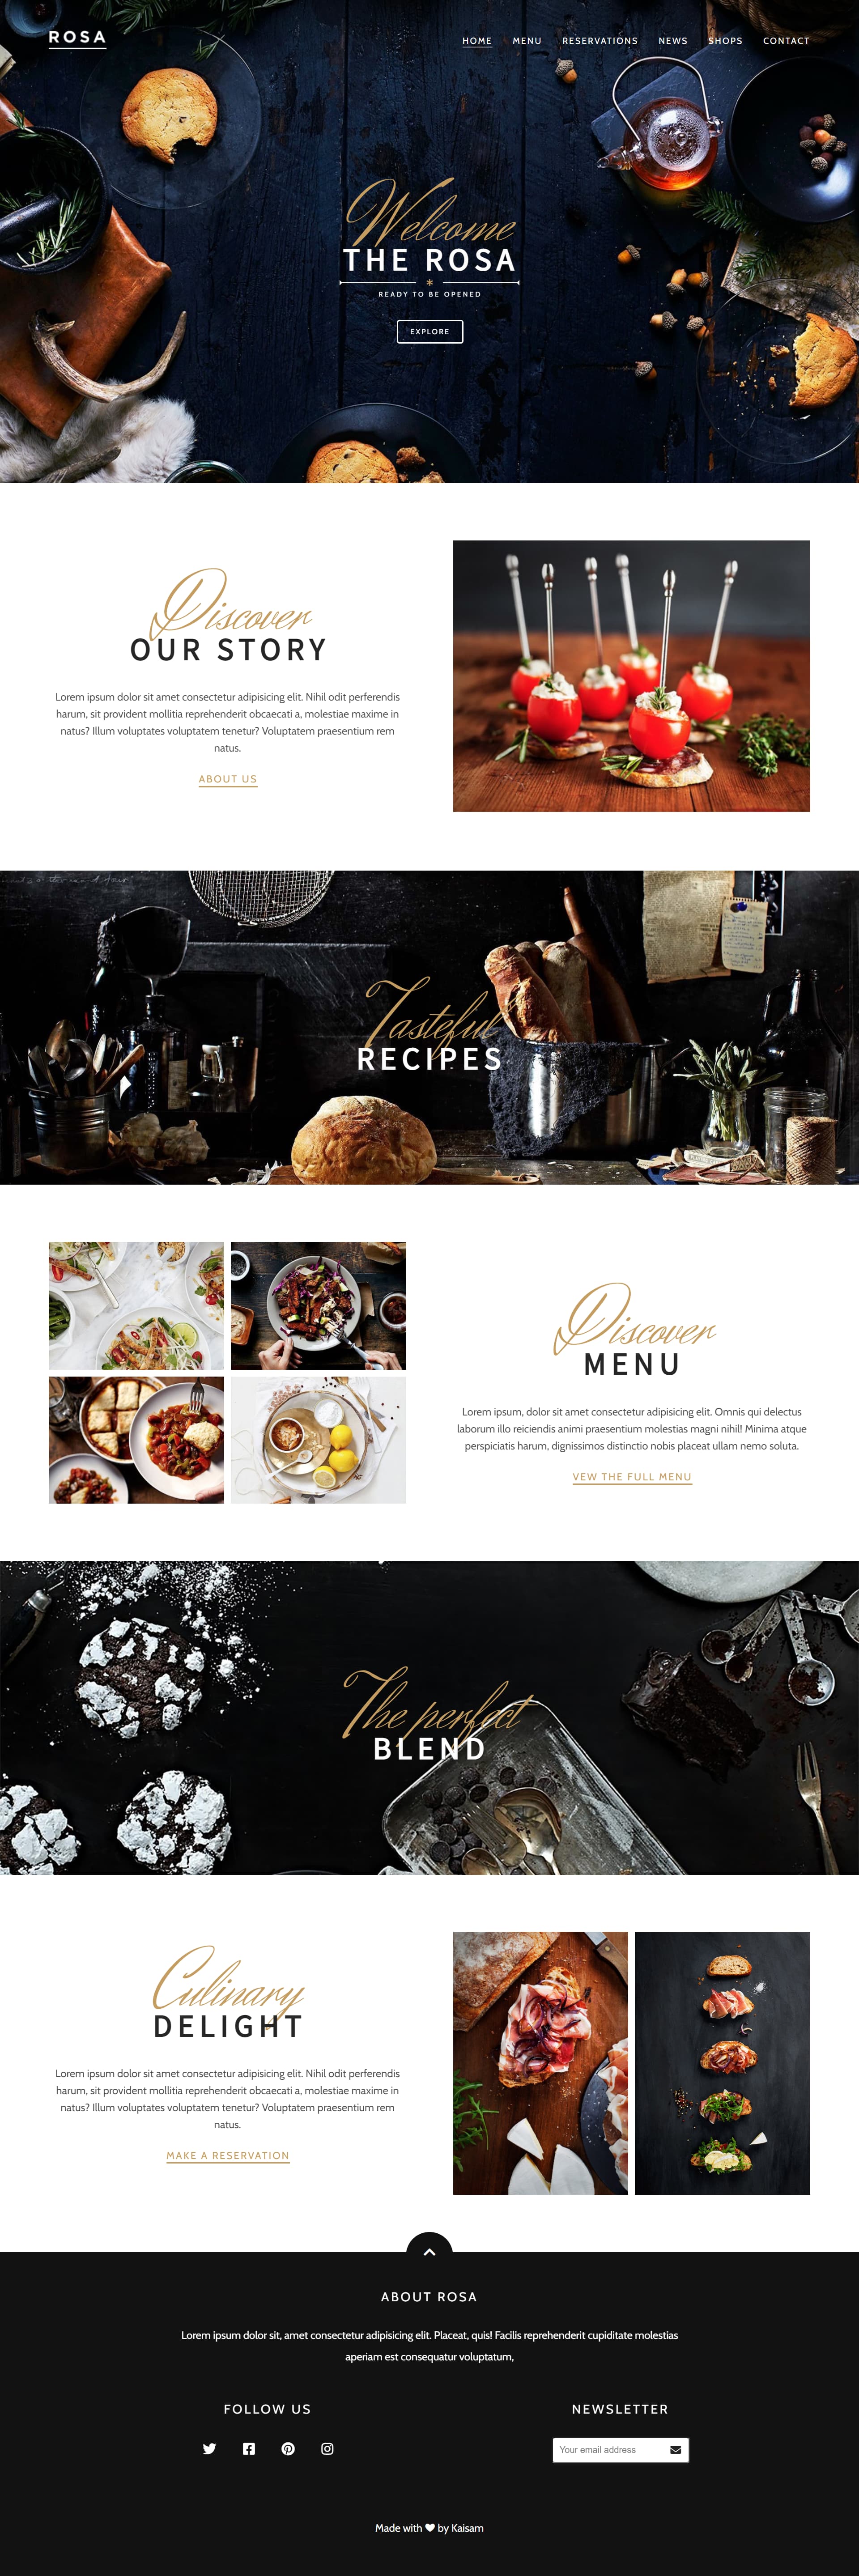 ROSA
HOME MENU RESERVATIONS NEWS SHOPS CONTACT
Welcome
THE ROSA
READY TO BE OPENED
EXPLORE
Discover
OUR STORY
Lorem ipsum dolor sit amet consectetur adipisicing elit. Nihil odit perferendis
harum, sit provident mollitia reprehenderit obcaecati a, molestiae maxime in
natus? Illum voluptates voluptatem tenetur? Voluptatem praesentium rem
natus.
ABOUT US
Tasteful
RECIPES
Discover
MENU
Lorem ipsum, dolor sit amet consectetur adipisicing elit. Omnis qui delectus
laborum illo reiciendis animi praesentium molestias magni nihil! Minima atque
perspiciatis harum, dignissimos distinctio nobis placeat ullam nemo soluta.
VEW THE FULL MENU
The perfect
BLEND
Culinary
DELIGHT
Lorem ipsum dolor sit amet consectetur adipisicing elit. Nihil odit perferendis
harum, sit provident mollitia reprehenderit obcaecati a, molestiae maxime in
natus? Illum voluptates voluptatem tenetur? Voluptatem praesentium rem
natus.
MAKE A RESERVATION
ABOUT ROSA
Lorem ipsum dolor sit, amet consectetur adipisicing elit. Placeat, quis! Facilis reprehenderit cupiditate molestias
aperiam est consequatur voluptatum,
FOLLOW US
NEWSLETTER
Your email address
Made with ♥ by Kaisam